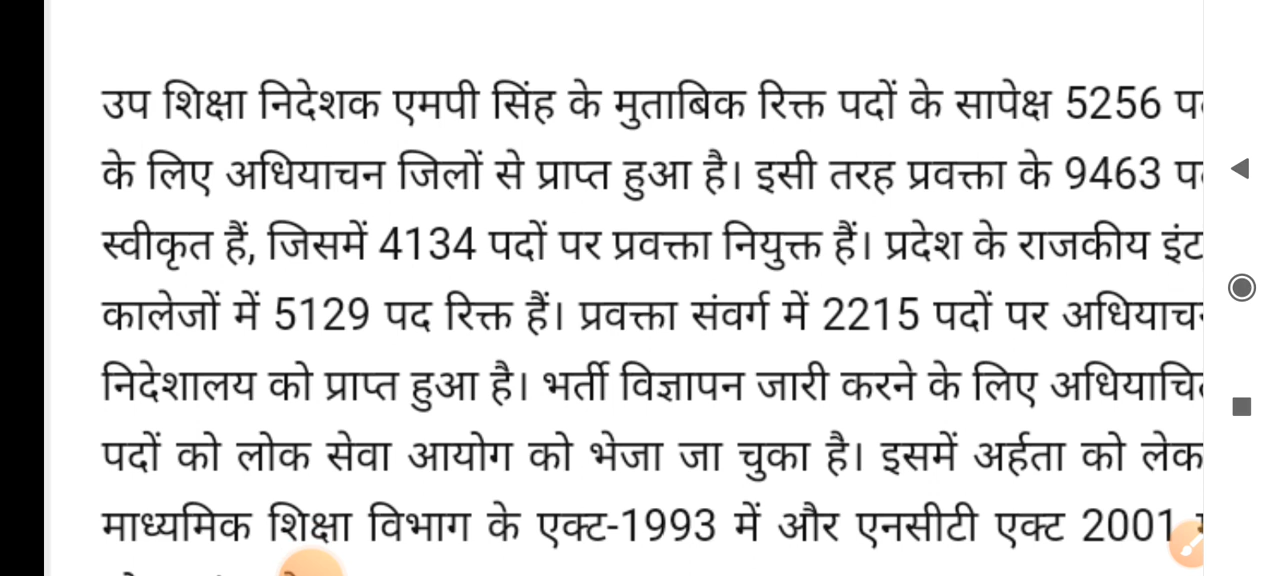 उप शिक्षा निदेशक एमपी सिंह के मुताबिक रिक्त पदों के सापेक्ष 5256
के लिए अधियाचन जिलों से प्राप्त हुआ है। इसी तरह प्रवक्ता के 9463
स्वीकृत हैं, जिसमें 4134 पदों पर प्रवक्ता नियुक्त हैं। प्रदेश के राजकीय इंट
कालेजों में 5129 पद रिक्त हैं। प्रवक्ता संवर्ग में 2215 पदों पर अधियाच
निदेशालय को प्राप्त हुआ है। भर्ती विज्ञापन जारी करने के लिए अधियाचि
पदों को लोक सेवा आयोग को भेजा जा चुका है। इसमें अर्हता को लेक
माध्यमिक शिक्षा विभाग के एक्ट-1993 में और एनसीटी एक्ट 2001